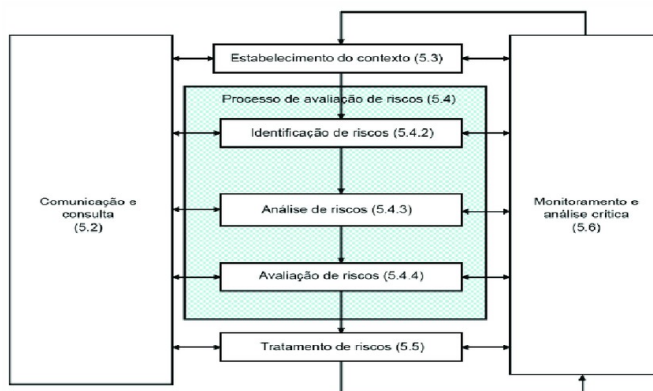 Estabelecimento do contexto (5.3)
Processo de avaliação de riscos (5.4)
Identificação de riscos (5.4.2)
Comunicação e
consulta
(5.2)
Análise de riscos (5.4.3)
Monitoramento e
análise crítica
(5.6)
Avaliação de riscos (5.4.4)
Tratamento de riscos (5.5)